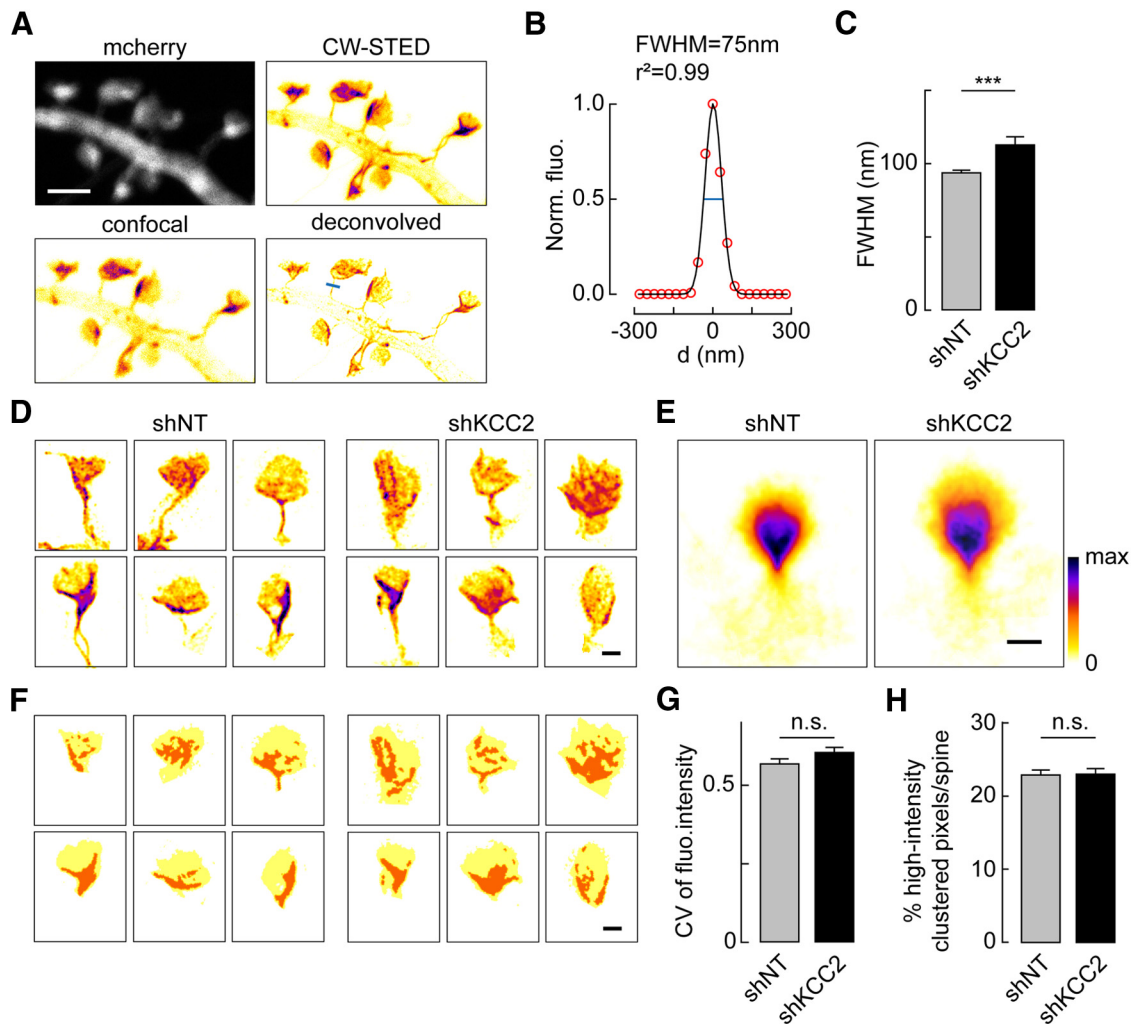 A
mcherry
CW-STED
confocal
deconvolved
B
FWHM=75nm
r²=0.99
Norm. fluo.
1.0
0.5
0.0
-300
0
300
d (nm)
C
***
FWHM (nm)
100
0
shNT
shKCC2
D
shNT
shKCC2
E
shNT
shKCC2
max
0
F
G
n.s.
CV of fluo.intensity
0.5
0
shNT
shKCC2
H
n.s.
% high-intensity
clustered pixels/spine
30
20
10
0
shNT
shKCC2